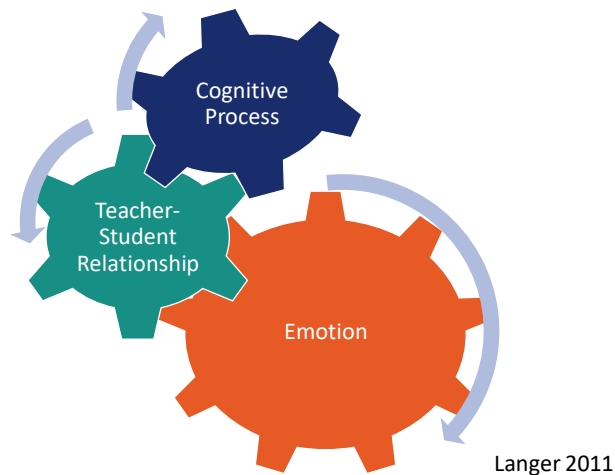 Cognitive
Process
Teacher-
Student
Relationship
Emotion
Langer 2011